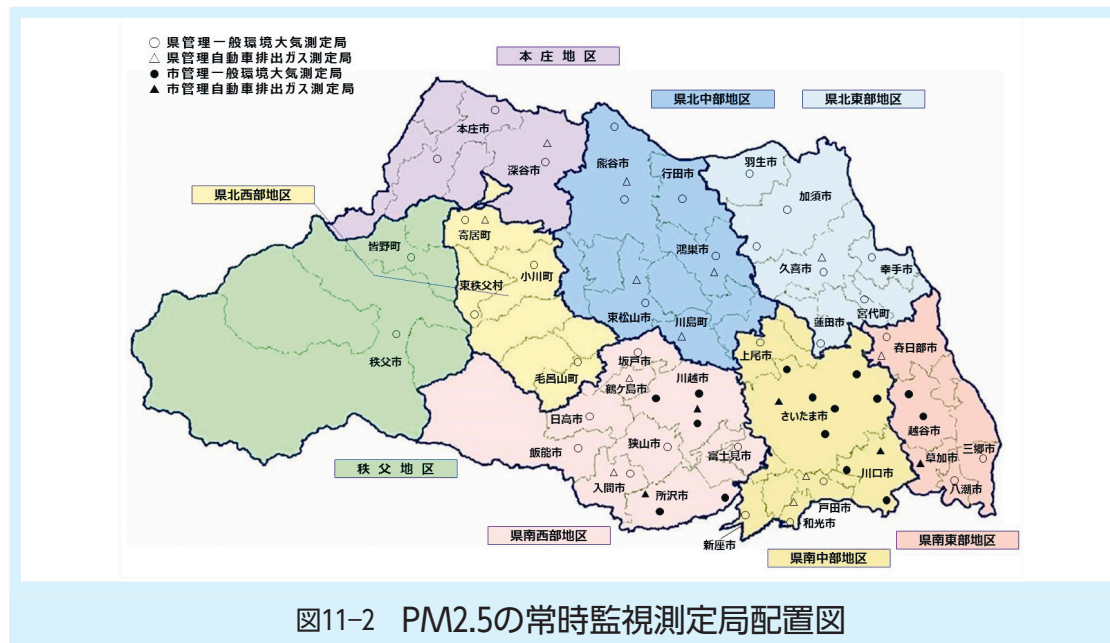 ○ 県管理一般環境大気測定局
△ 県管理自動車排出ガス測定局
● 市管理一般環境大気測定局
▲ 市管理自動車排出ガス測定局
本庄地区
県北中部地区
県北東部地区
本庄市
深谷市
熊谷市
行田市
羽生市
加須市
県北西部地区
皆野町
寄居町
小川町
東秩父村
鴻巣市
久喜市
幸手市
宮代町
蓮田市
東松山市
川島町
秩父市
毛呂山町
坂戸市
鶴ケ島市
川越市
上尾市
春日部市
さいたま市
日高市
越谷市
飯能市
狭山市
富士見市
川口市
草加市
三郷市
秩父地区
入間市
所沢市
戸田市
八潮市
和光市
県南西部地区
新座市
県南中部地区
県南東部地区
図11-2 PM2.5の常時監視測定局配置図